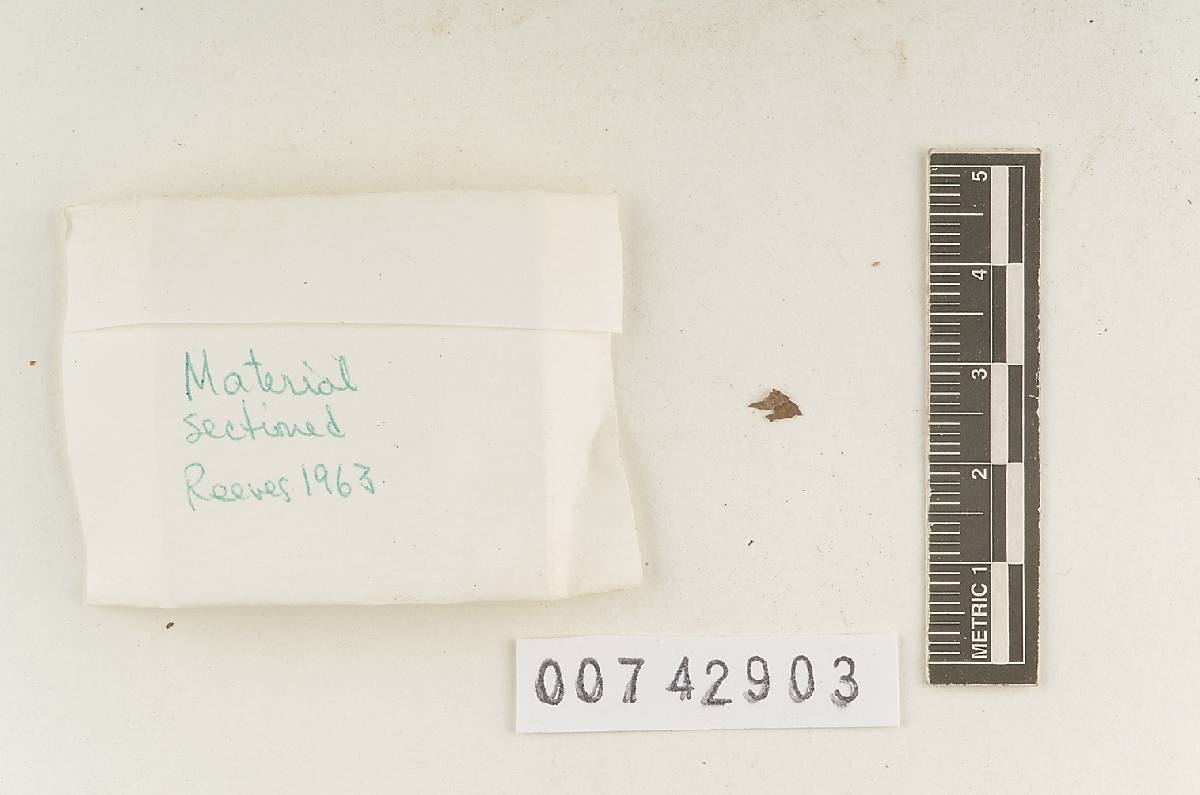 Material
sectioned
Reeves 1963
00742903
5
4
3
2
METRIC 1